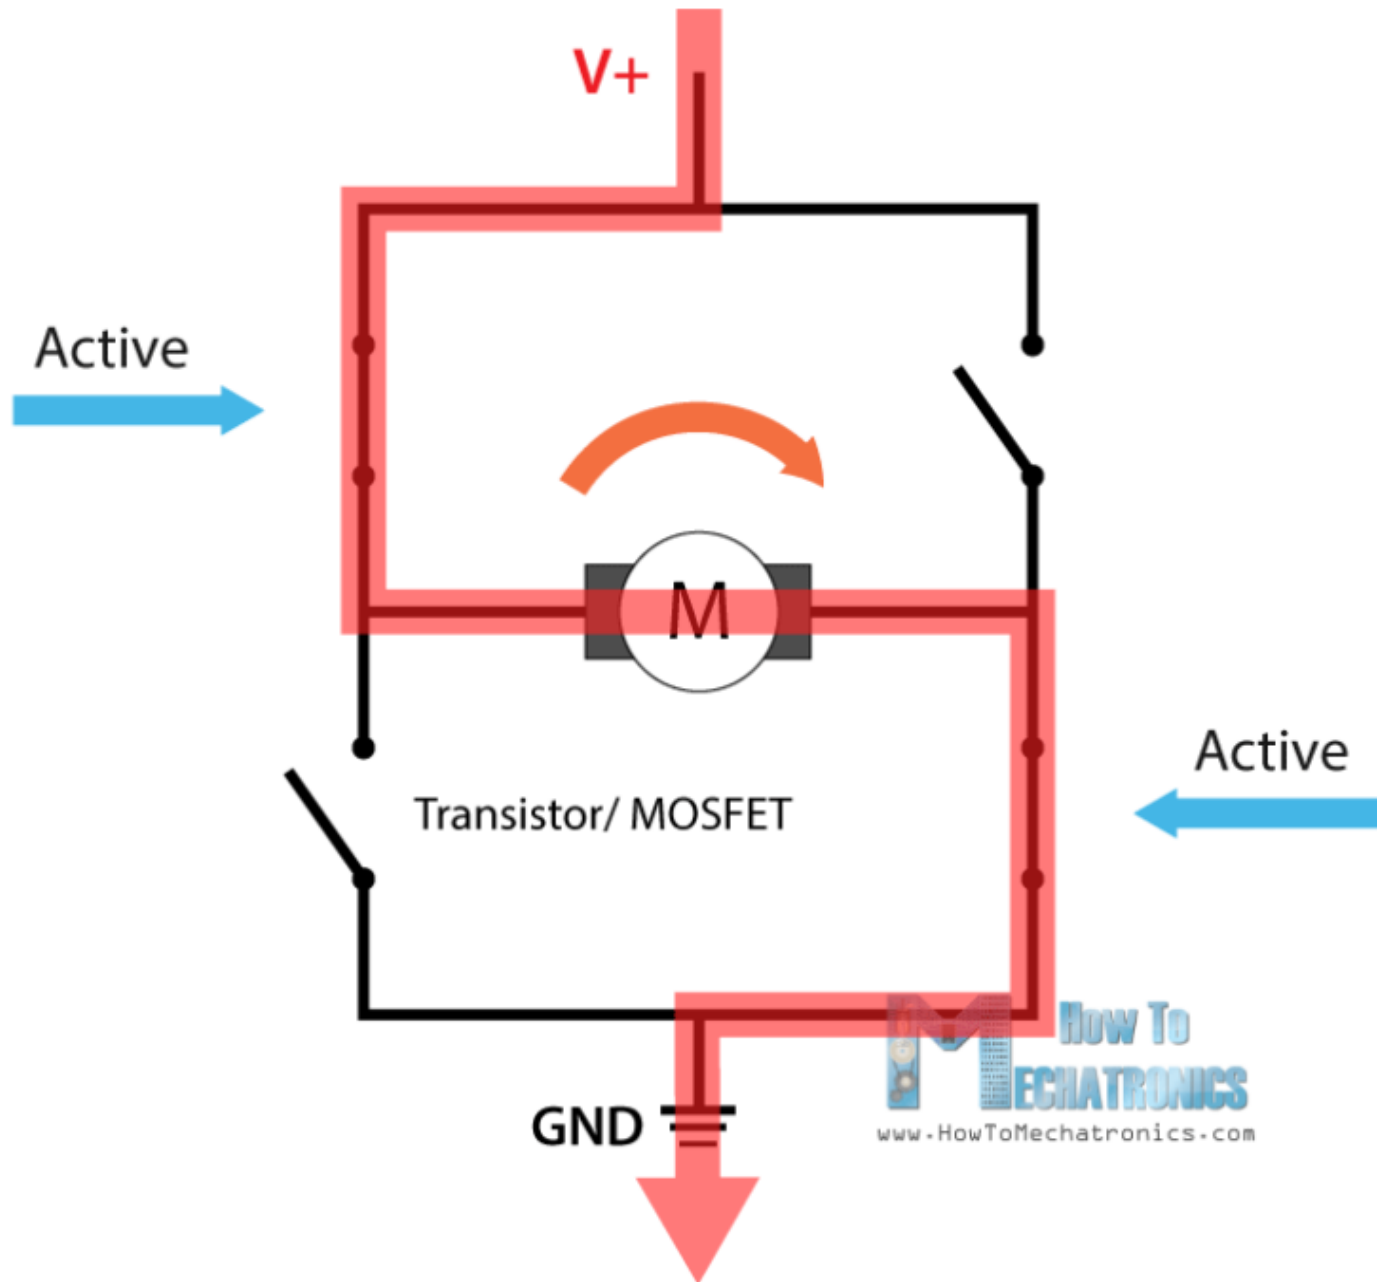 V+
Active
M
Active
Transistor/ MOSFET
How To
MECHATRONICS
GND
www.HowToMechatronics.com